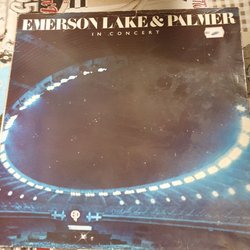 EMERSON LAKE & PALMER
IN CONCERT